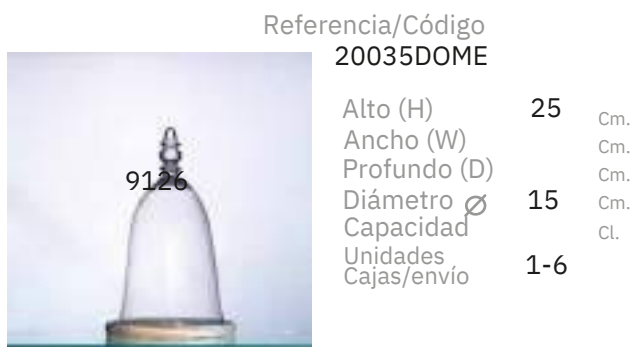 Referencia/Código
20035DOME
9126
Alto (H) 25 Cm.
Ancho (W) Cm.
Profundo (D) Cm.
Diámetro ⌀ 15 Cm.
Capacidad Cl.
Unidades
Cajas/envío 1-6